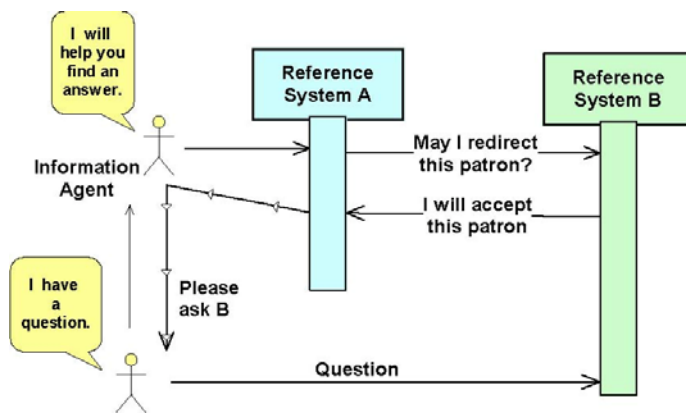 I will
help you
find an
answer.
Reference
System A
Reference
System B
May I redirect
this patron?
Information
Agent
I will accept
this patron
I have
a
question.
Please
ask B
Question